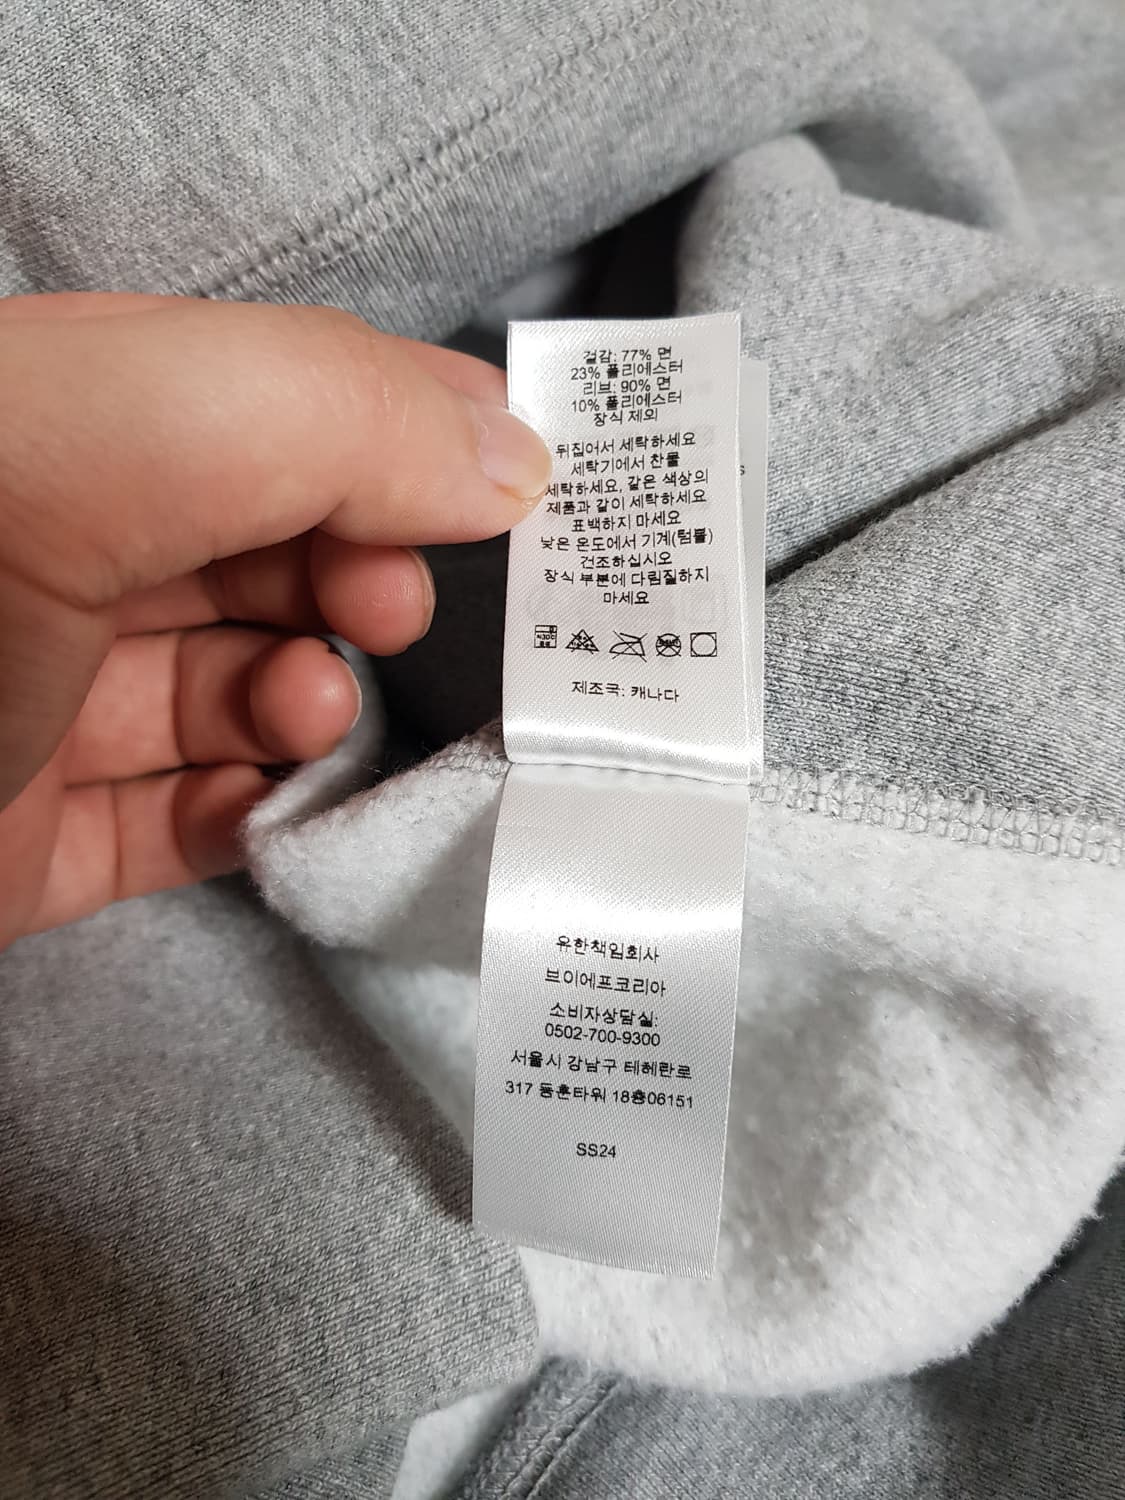 겉감: 77% 면
23% 폴리에스터
리브: 90% 면
10% 폴리에스터
장식 제외
뒤집어서 세탁하세요
세탁기에서 찬물
세탁하세요, 같은 색상의
제품과 같이 세탁하세요
표백하지 마세요
낮은 온도에서 기계(텀블)
건조하십시오
장식 부분에 다림질하지
마세요
제조국: 캐나다
유한책임회사
브이에프코리아
소비자상담실:
0502-700-9300
서울시 강남구 테헤란로
317 동훈타워 18층06151
SS24